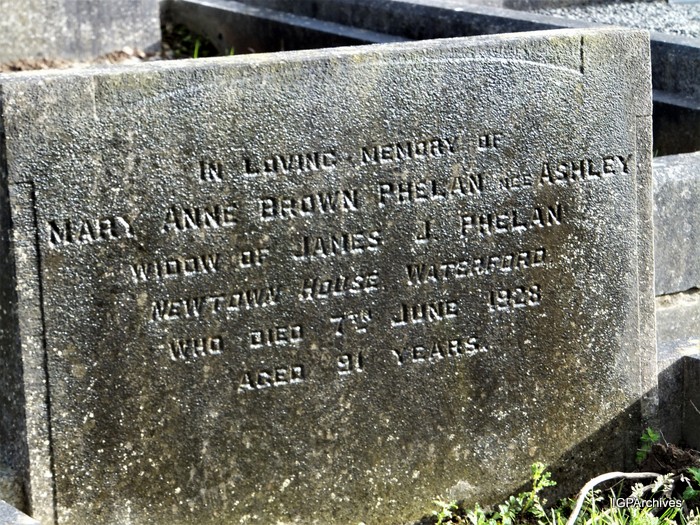 IN LOVING MEMORY OF
MARY ANNE BROWN PHELAN NEE ASHLEY
WIDOW OF JAMES J PHELAN
NEWTOWN HOUSE WATERFORD
WHO DIED 7TH JUNE 1928
AGED 91 YEARS.
IGPArchives